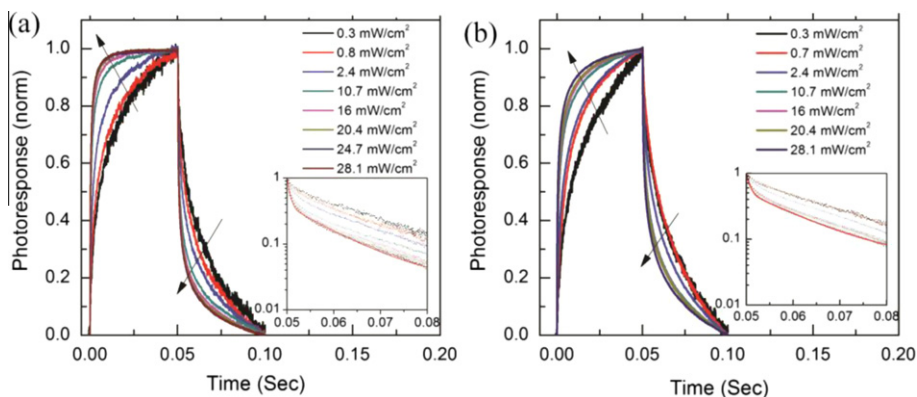 (a)
Photoresponse (norm)
1.0
0.8
0.6
0.4
0.2
0.0
0.3 mW/cm²
0.8 mW/cm²
2.4 mW/cm²
10.7 mW/cm²
16 mW/cm²
20.4 mW/cm²
24.7 mW/cm²
28.1 mW/cm²
1
0.1
0.01
0.05 0.06 0.07 0.08
0.00 0.05 0.10 0.15 0.20
Time (Sec)
(b)
Photoresponse (norm)
1.0
0.8
0.6
0.4
0.2
0.0
0.3 mW/cm²
0.7 mW/cm²
2.4 mW/cm²
10.7 mW/cm²
16 mW/cm²
20.4 mW/cm²
28.1 mW/cm²
1
0.1
0.01
0.05 0.06 0.07 0.08
0.00 0.05 0.10 0.15 0.20
Time (Sec)